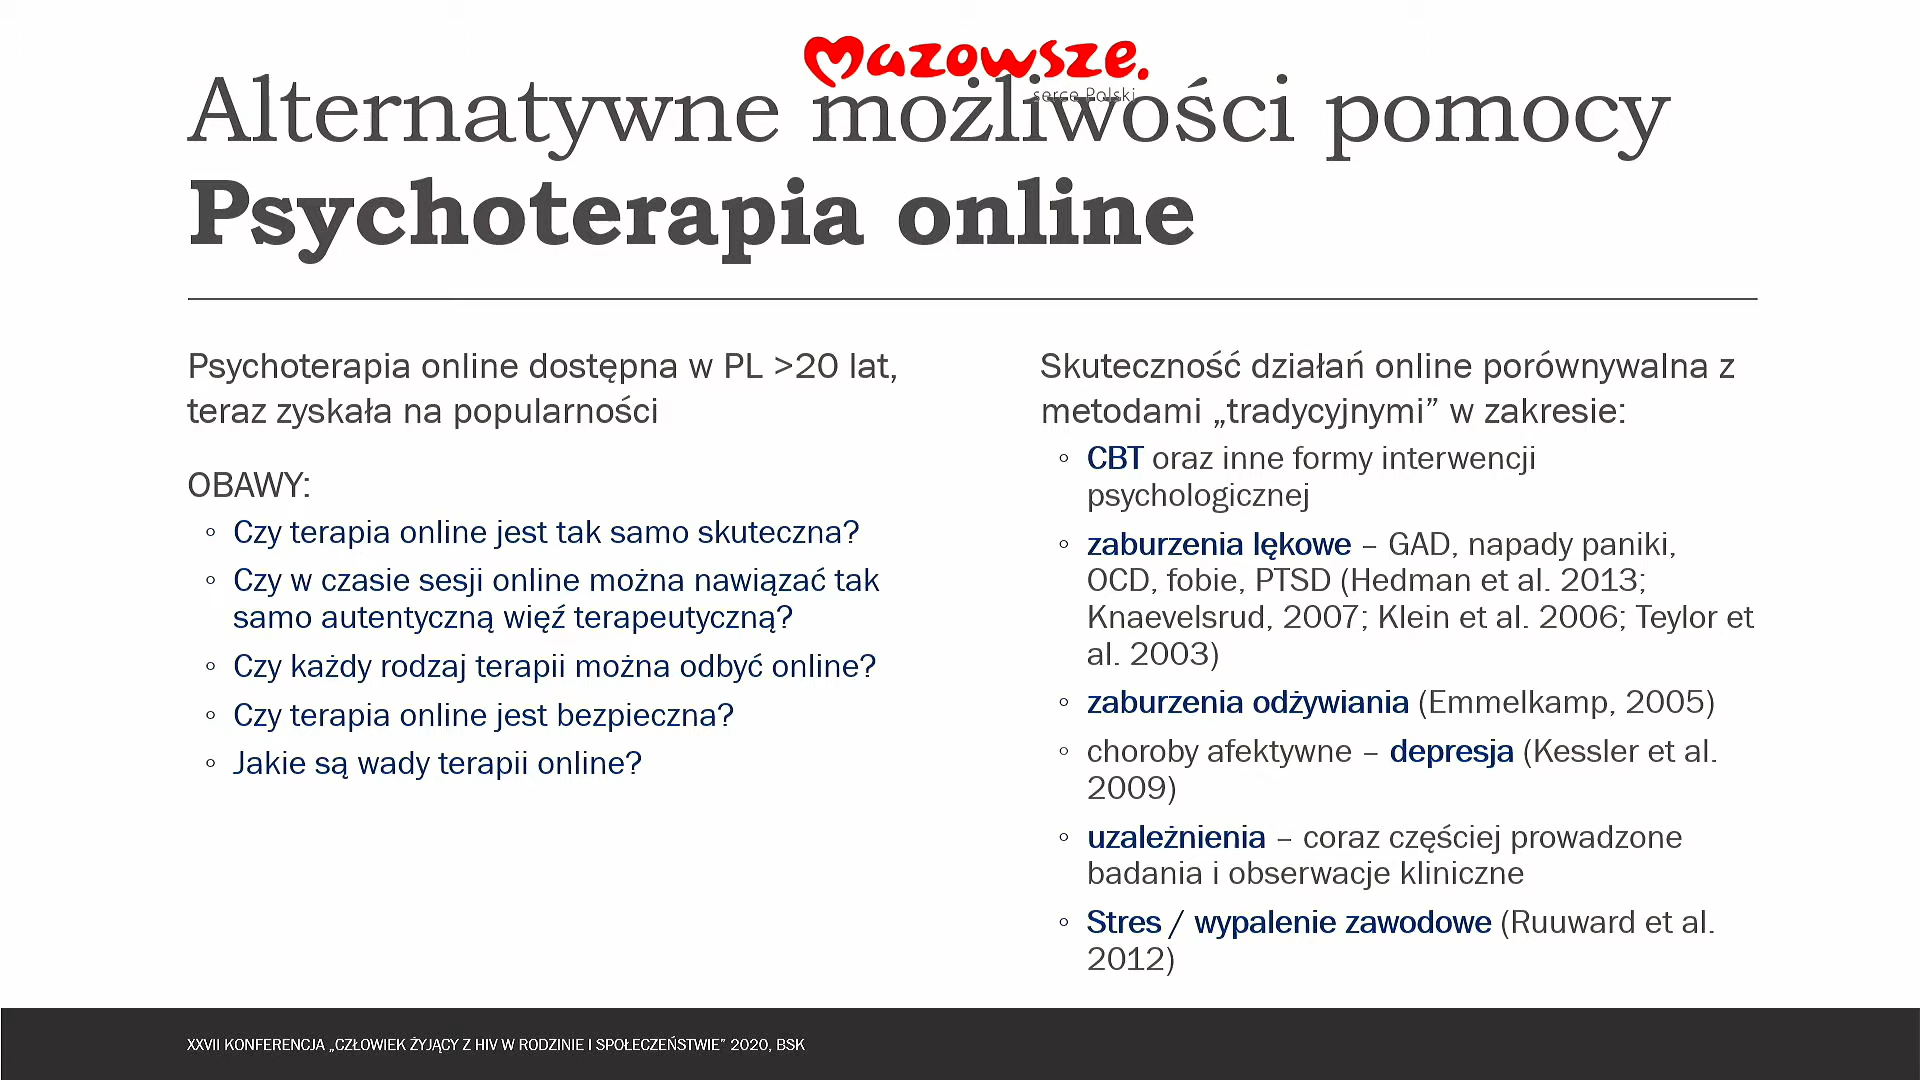 Mazowsze.
serce Polski
Alternatywne możliwości pomocy
Psychoterapia online
Psychoterapia online dostępna w PL >20 lat,
teraz zyskała na popularności
OBAWY:
◦ Czy terapia online jest tak samo skuteczna?
◦ Czy w czasie sesji online można nawiązać tak
samo autentyczną więź terapeutyczną?
◦ Czy każdy rodzaj terapii można odbyć online?
◦ Czy terapia online jest bezpieczna?
◦ Jakie są wady terapii online?
Skuteczność działań online porównywalna z
metodami „tradycyjnymi” w zakresie:
◦ CBT oraz inne formy interwencji
psychologicznej
◦ zaburzenia lękowe – GAD, napady paniki,
OCD, fobie, PTSD (Hedman et al. 2013;
Knaevelsrud, 2007; Klein et al. 2006; Teylor et
al. 2003)
◦ zaburzenia odżywiania (Emmelkamp, 2005)
◦ choroby afektywne – depresja (Kessler et al.
2009)
◦ uzależnienia – coraz częściej prowadzone
badania i obserwacje kliniczne
◦ Stres / wypalenie zawodowe (Ruuward et al.
2012)
XXVII KONFERENCJA „CZŁOWIEK ŻYJĄCY Z HIV W RODZINIE I SPOŁECZEŃSTWIE” 2020, BSK